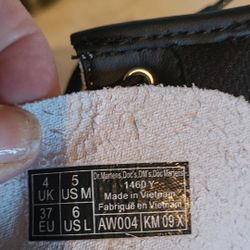 4 UK
5 US M
37 EU
6 US L
Dr.Martens,Doc's,DM's,Doc Martens
1460 Y
Made in Vietnam
Fabriqué en Vietnam
AW004
KM 09 X